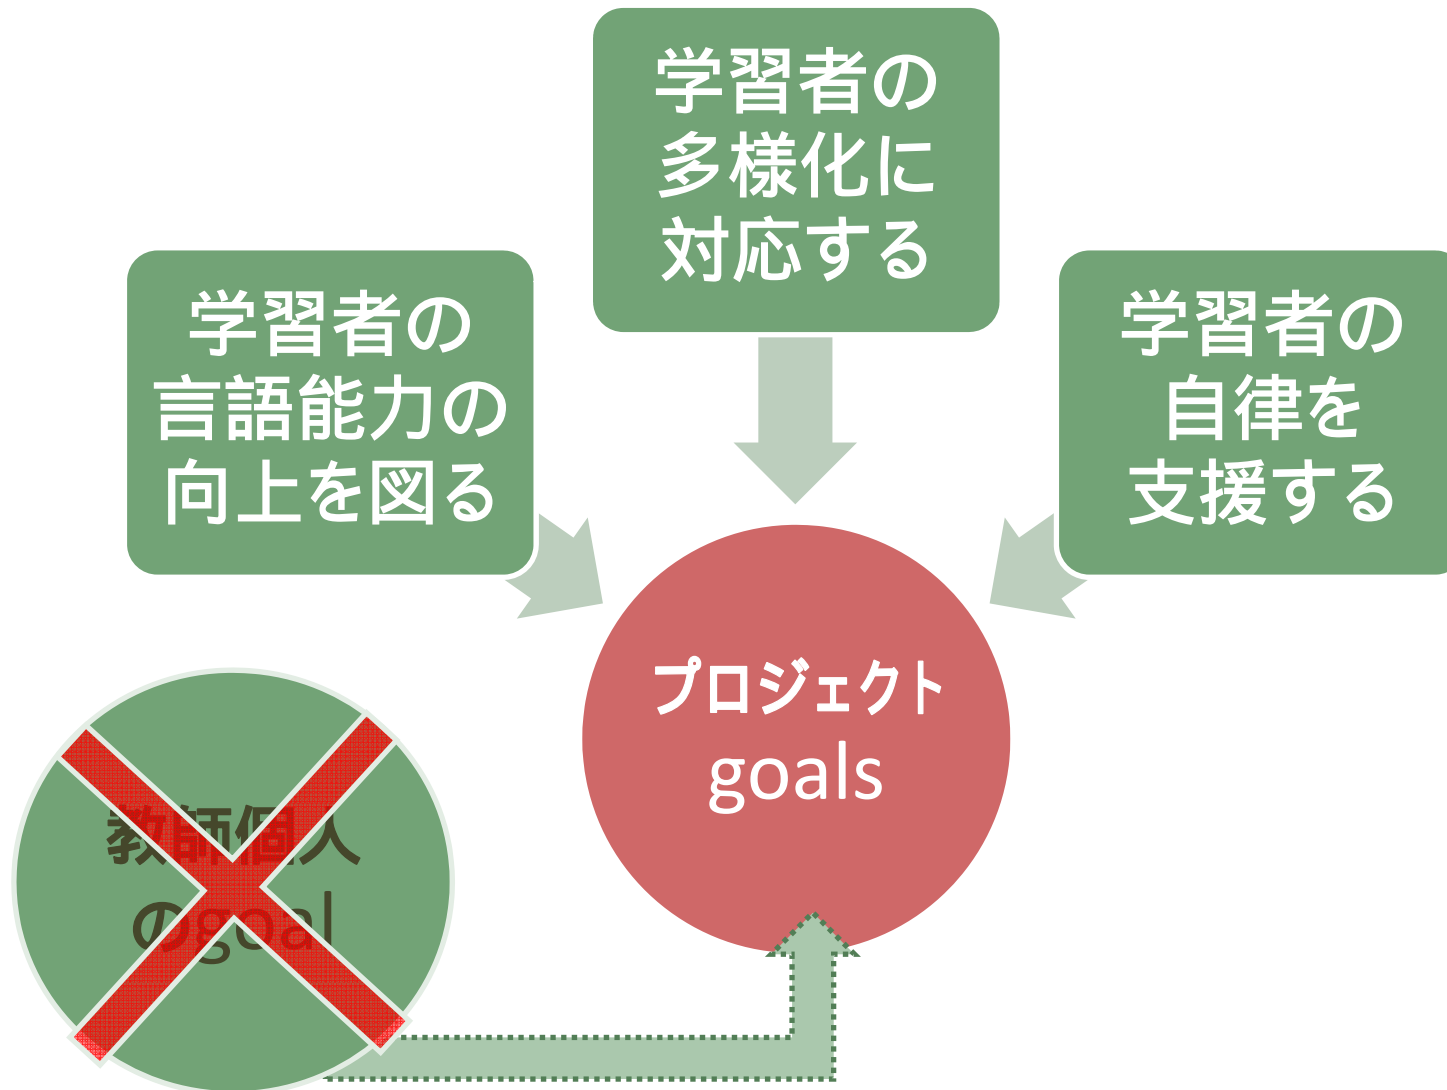 学習者の
多様化に
対応する
学習者の
言語能力の
向上を図る
学習者の
自律を
支援する
プロジェクト
goals
教師個人
のgoal